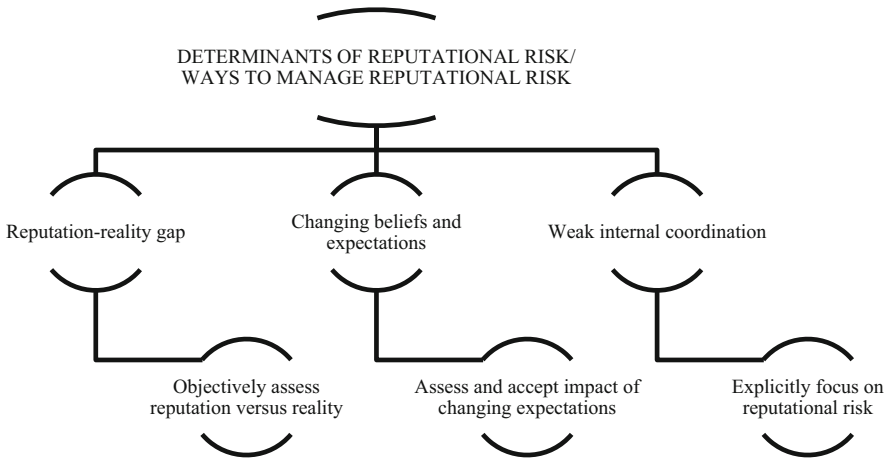 DETERMINANTS OF REPUTATIONAL RISK/
WAYS TO MANAGE REPUTATIONAL RISK
Reputation-reality gap
Changing beliefs and
expectations
Weak internal coordination
Objectively assess
reputation versus reality
Assess and accept impact of
changing expectations
Explicitly focus on
reputational risk